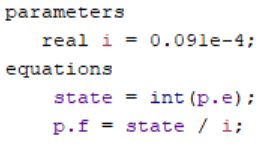 parameters
real i = 0.091e-4;
equations
state = int(p.e);
p.f = state / i;